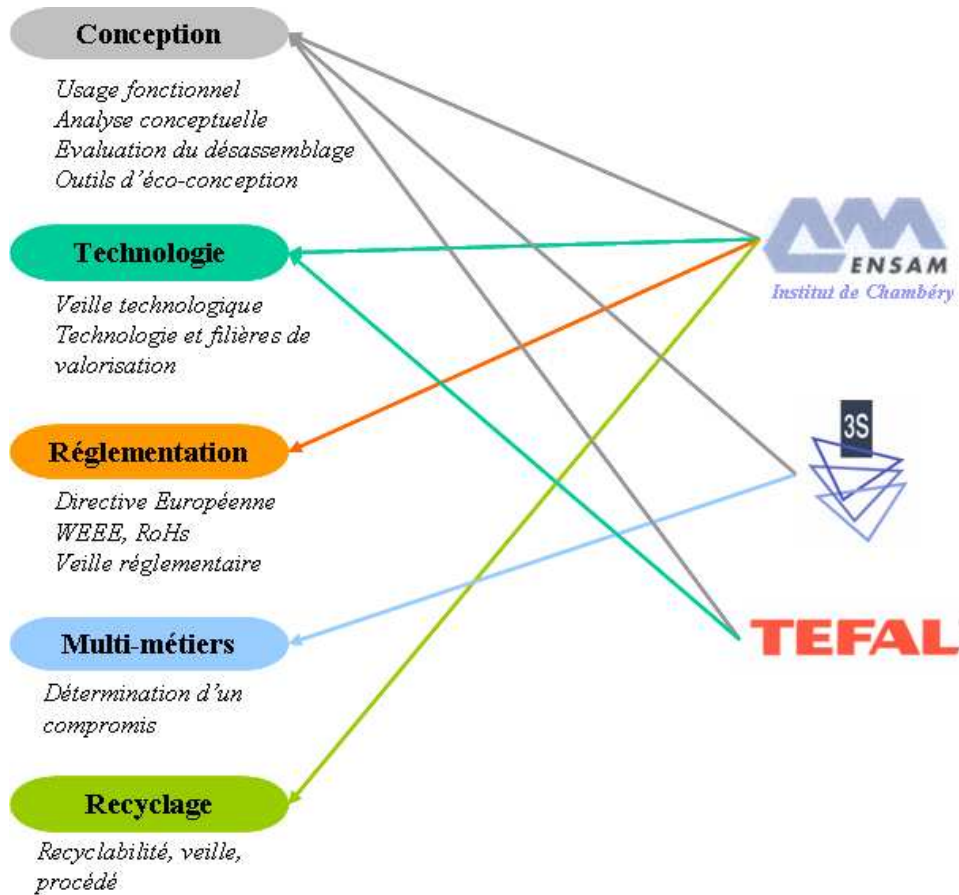 Conception
Usage fonctionnel
Analyse conceptuelle
Evaluation du désassemblage
Outils d'éco-conception
Technologie
Veille technologique
Technologie et filières de
valorisation
Réglementation
Directive Européenne
WEEE, RoHs
Veille réglementaire
Multi-métiers
Détermination d'un
compromis
Recyclage
Recyclabilité, veille,
procédé
AM
ENSAM
Institut de Chambéry
3S
TEFAL